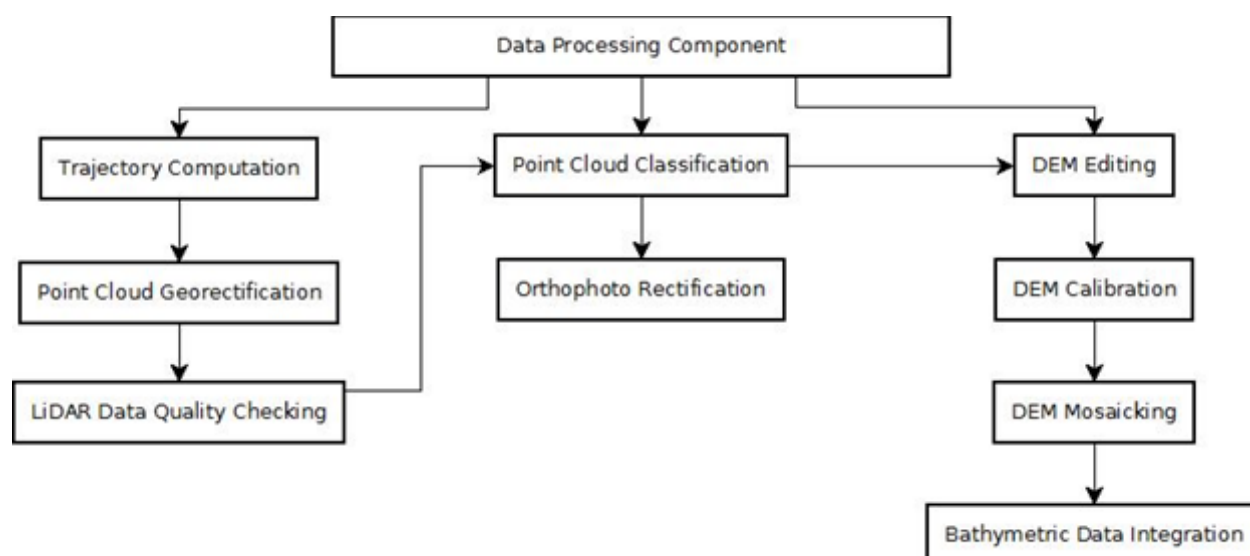 Data Processing Component
Trajectory Computation
Point Cloud Classification
DEM Editing
Point Cloud Georectification
Orthophoto Rectification
DEM Calibration
LiDAR Data Quality Checking
DEM Mosaicking
Bathymetric Data Integration